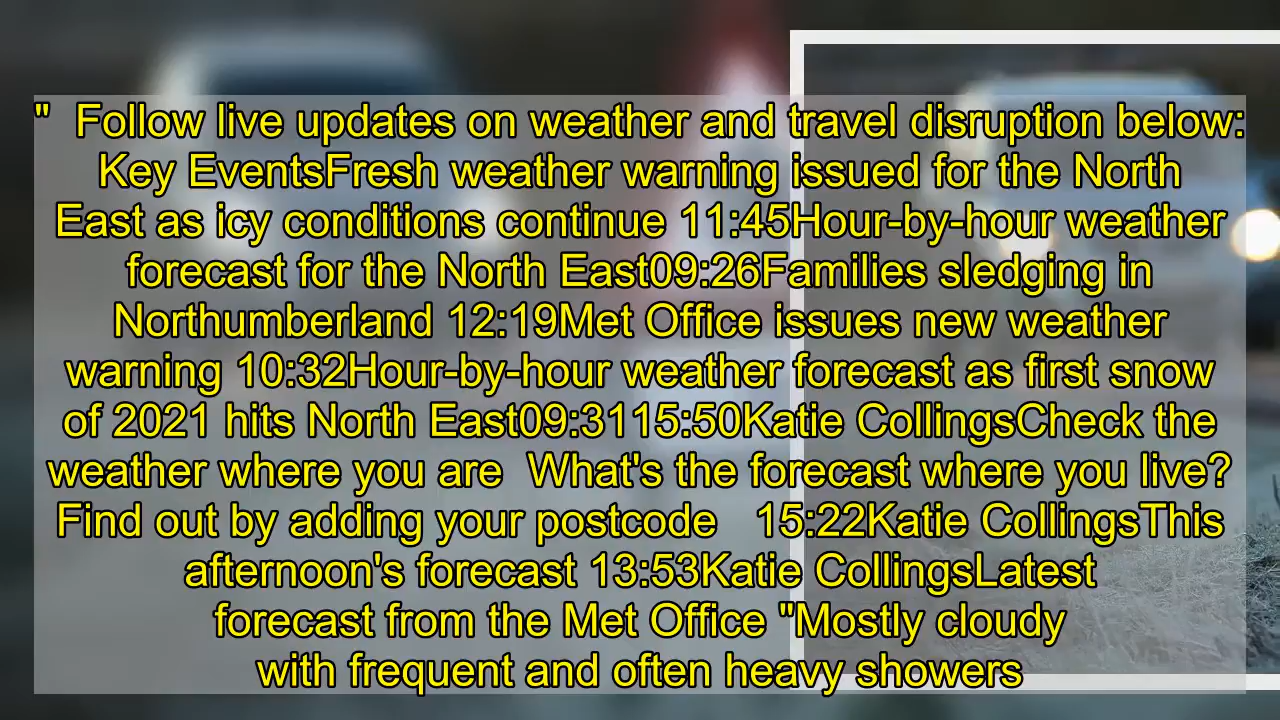 "  Follow live updates on weather and travel disruption below:
Key EventsFresh weather warning issued for the North
East as icy conditions continue 11:45Hour-by-hour weather
forecast for the North East09:26Families sledging in
Northumberland 12:19Met Office issues new weather
warning 10:32Hour-by-hour weather forecast as first snow
of 2021 hits North East09:3115:50Katie CollingsCheck the
weather where you are  What's the forecast where you live?
Find out by adding your postcode   15:22Katie CollingsThis
afternoon's forecast 13:53Katie CollingsLatest
forecast from the Met Office "Mostly cloudy
with frequent and often heavy showers